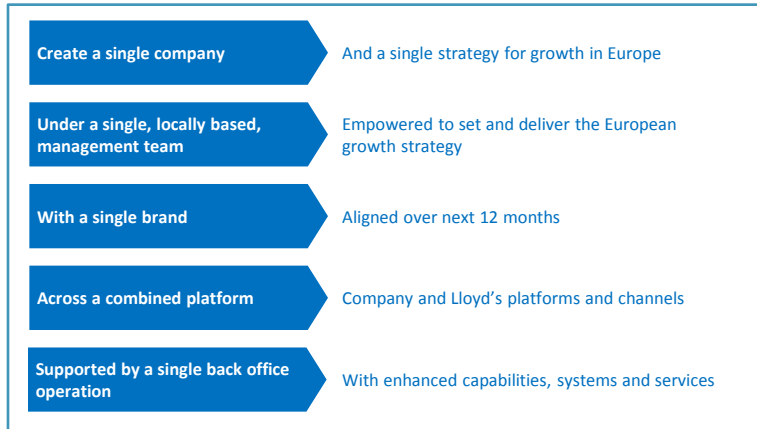 Create a single company
And a single strategy for growth in Europe
Under a single, locally based,
management team
Empowered to set and deliver the European
growth strategy
With a single brand
Aligned over next 12 months
Across a combined platform
Company and Lloyd’s platforms and channels
Supported by a single back office
operation
With enhanced capabilities, systems and services